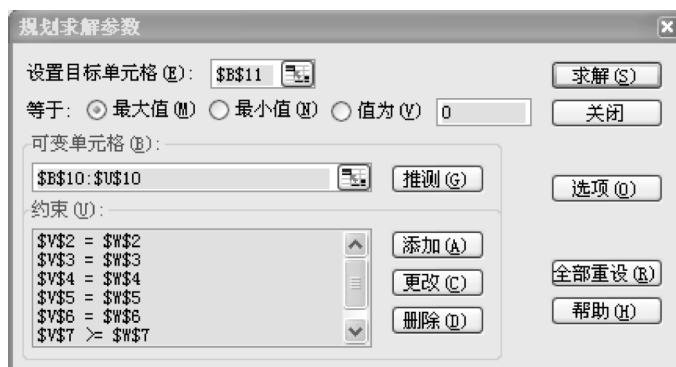 规划求解参数
设置目标单元格(E): $B$11
求解(S)
等于: 最大值(M) 最小值(N) 值为(V) 0
关闭
可变单元格(B):
$B$10:$U$10
推测(G)
选项(O)
约束(U):
$V$2 = $W$2
$V$3 = $W$3
$V$4 = $W$4
$V$5 = $W$5
$V$6 = $W$6
$V$7 >= $W$7
添加(A)
更改(C)
删除(D)
全部重设(R)
帮助(H)